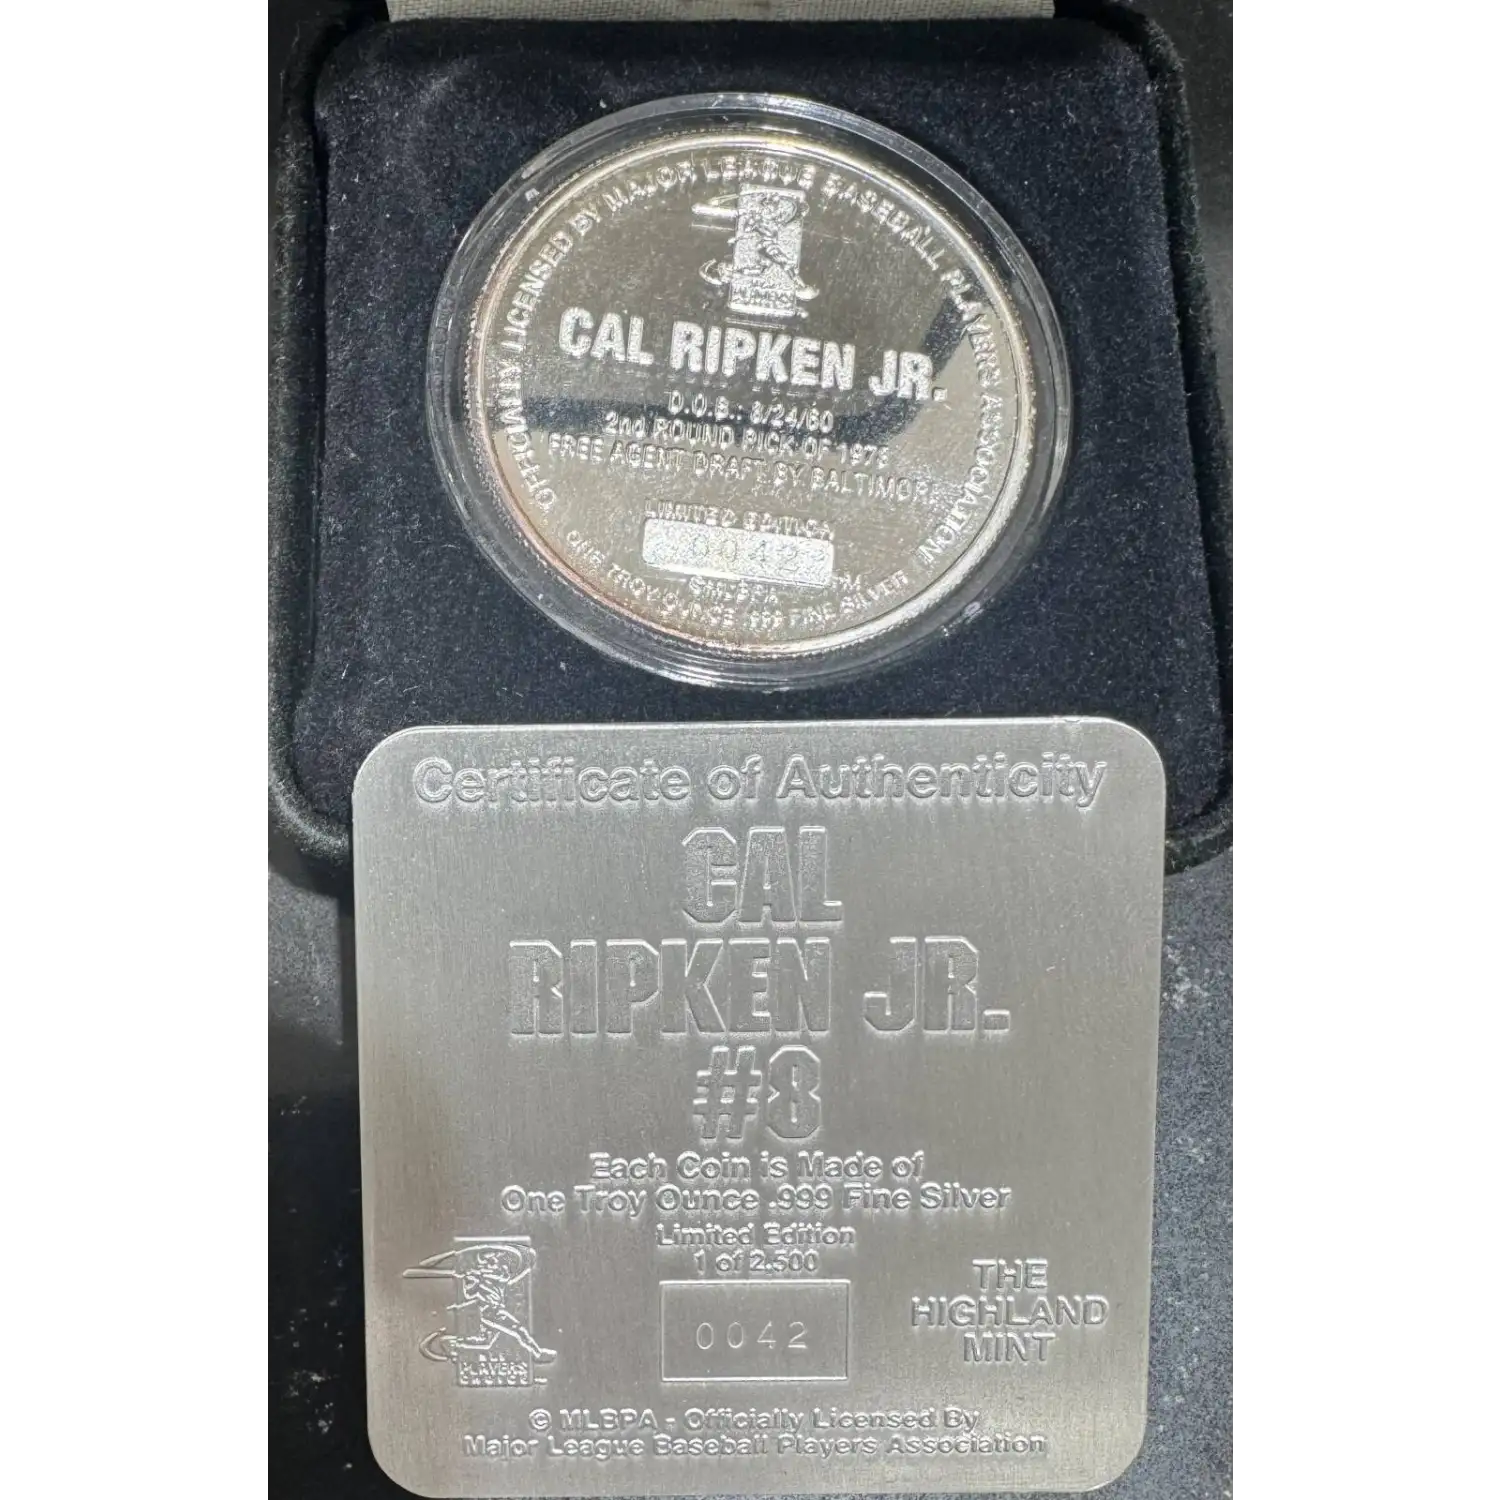 OFFICIALLY LICENSED BY MAJOR LEAGUE BASEBALL PLAYERS ASSOCIATION
CAL RIPKEN JR.
D.O.B.: 8/24/60
2nd ROUND PICK OF 1978
FREE AGENT DRAFT BY BALTIMORE
LIMITED EDITION
0042
©MLBPA
ONE TROY OUNCE .999 FINE SILVER
Certificate of Authenticity
CAL
RIPKEN JR.
#8
Each Coin is Made of
One Troy Ounce .999 Fine Silver
Limited Edition
1 of 2,500
0042
PLAYERS
CHOICE
THE
HIGHLAND
MINT
© MLBPA - Officially Licensed By
Major League Baseball Players Association